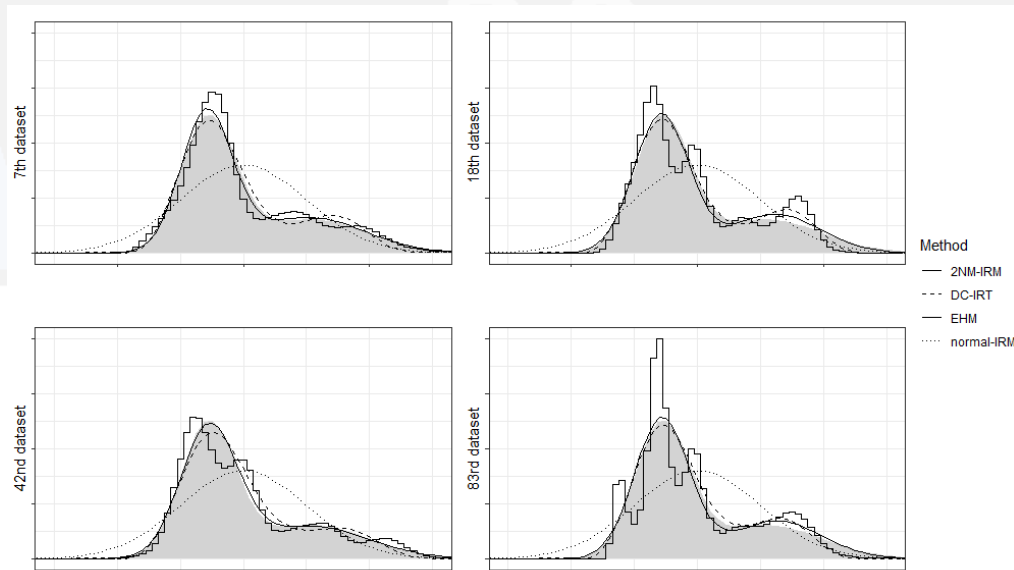 7th dataset
18th dataset
Method
2NM-IRM
DC-IRT
EHM
normal-IRM
42nd dataset
83rd dataset